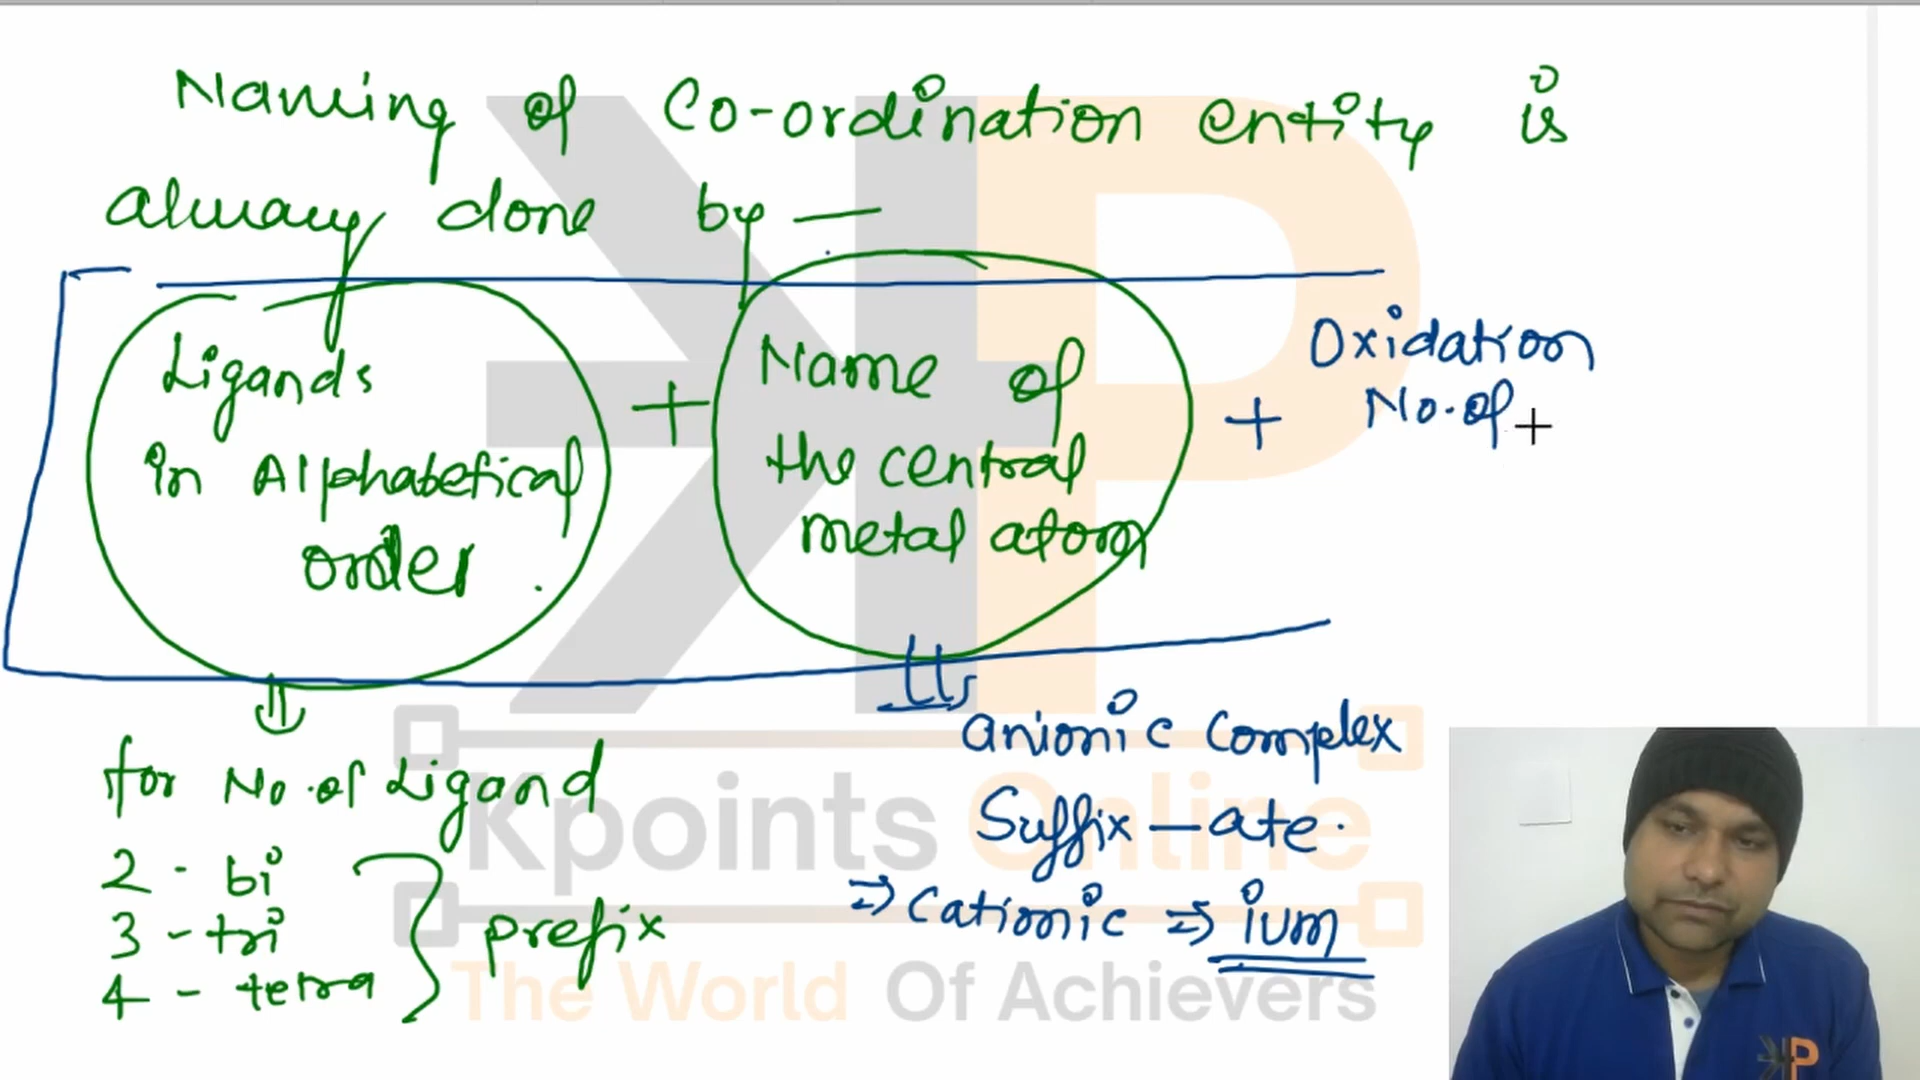 Naming of Co-ordination entity is
always done by —
Ligands
in Alphabetical
order
+
Name of
the central
metal atom
+
Oxidation
No. of
for No. of Ligand
2 - bi
3 - tri
4 - tetra
prefix
anionic complex
Suffix — ate.
⇒ Cationic ⇒ ium
Kpoints Online
The World Of Achievers
KP